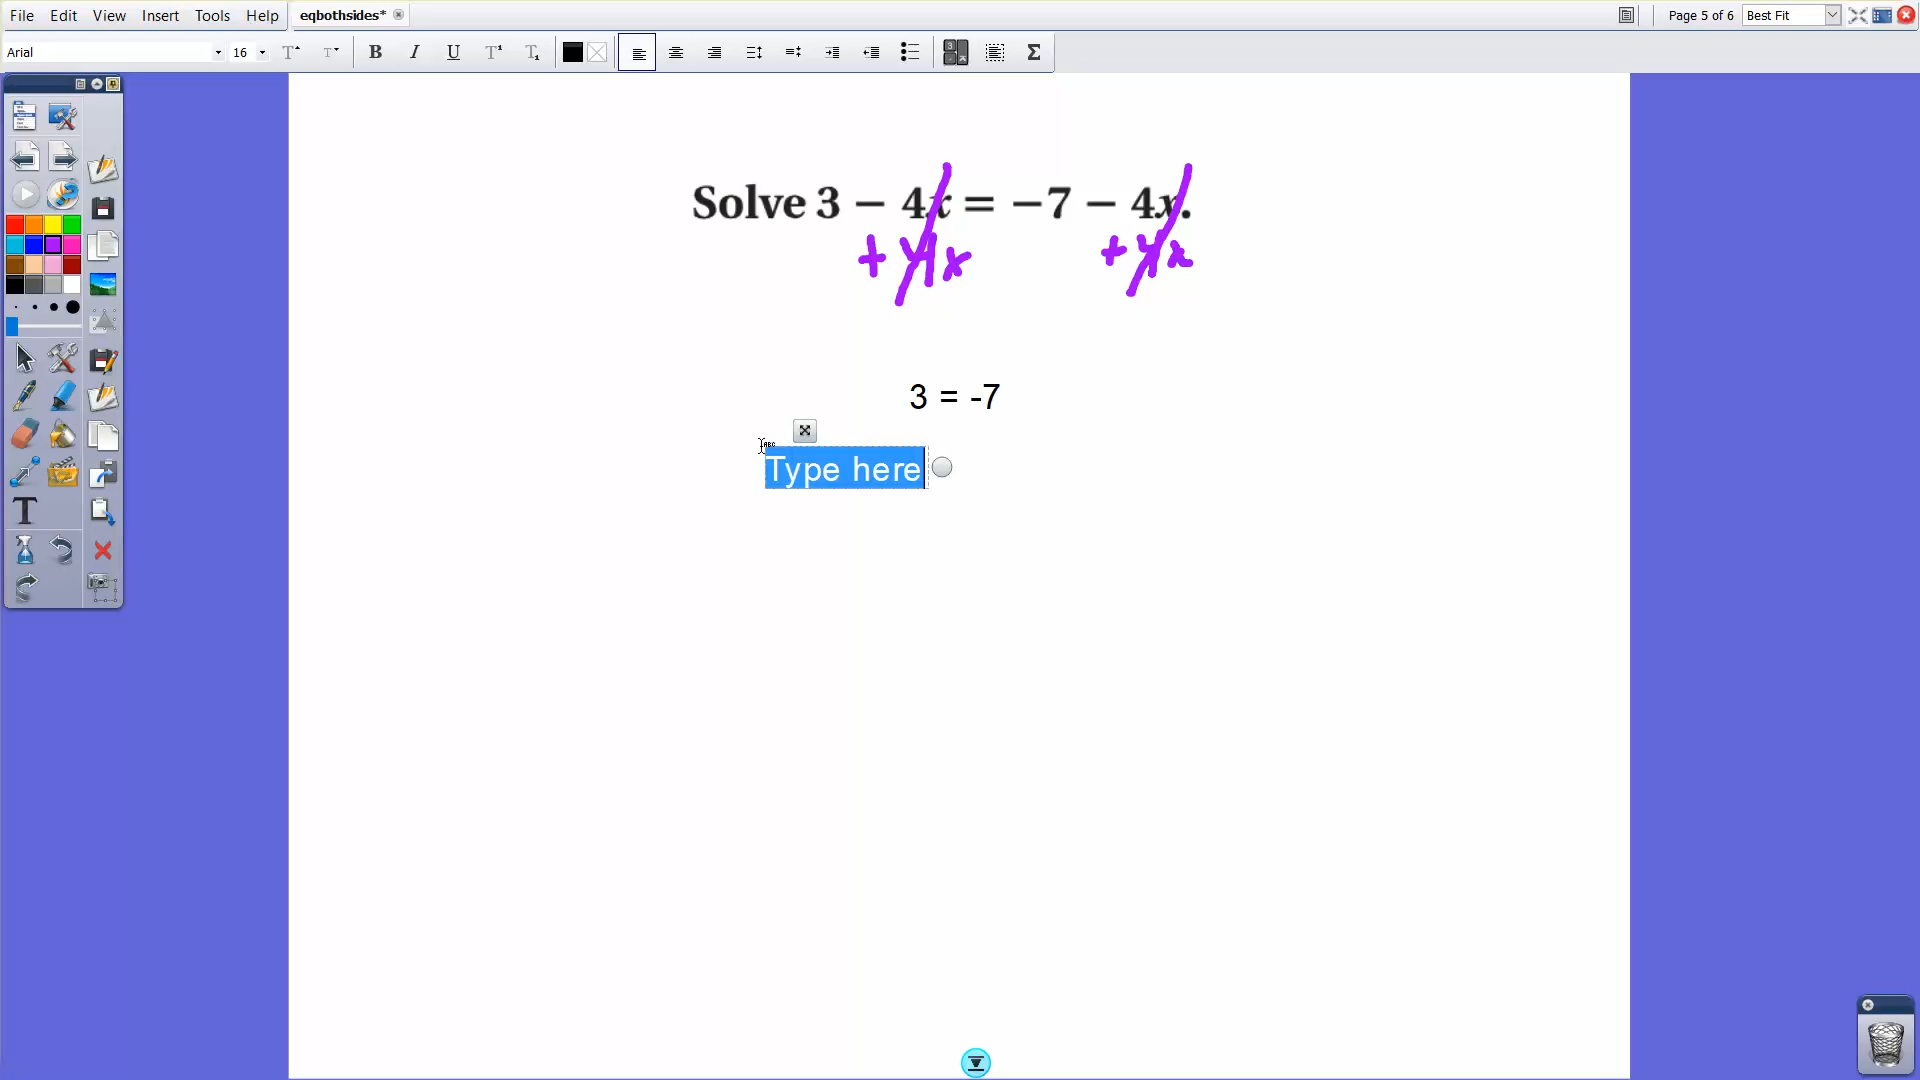 File Edit View Insert Tools Help eqbothsides* Page 5 of 6 Best Fit
Arial 16 B I U T T Σ
Solve 3 − 4x = −7 − 4x.
+ 4x + 4x
3 = -7
Type here
T